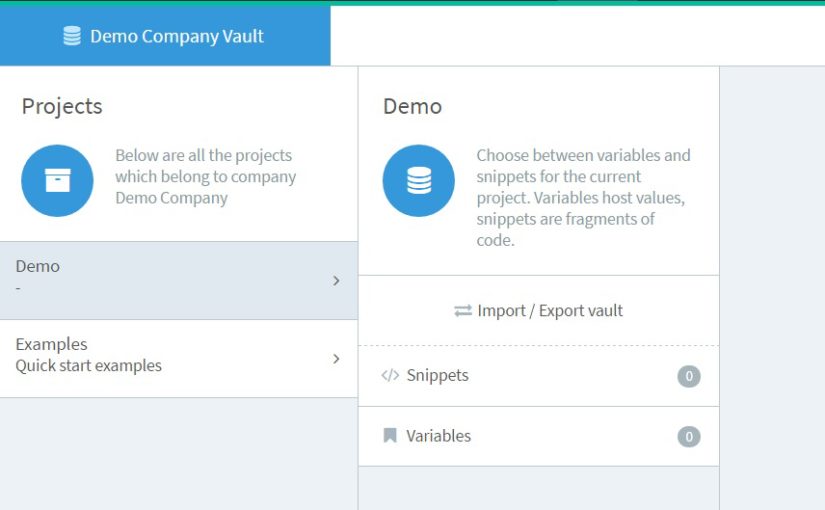 Demo Company Vault
Projects
Below are all the projects
which belong to company
Demo Company
Demo
-
Examples
Quick start examples
Demo
Choose between variables and
snippets for the current
project. Variables host values,
snippets are fragments of
code.
Import / Export vault
</> Snippets 0
Variables 0